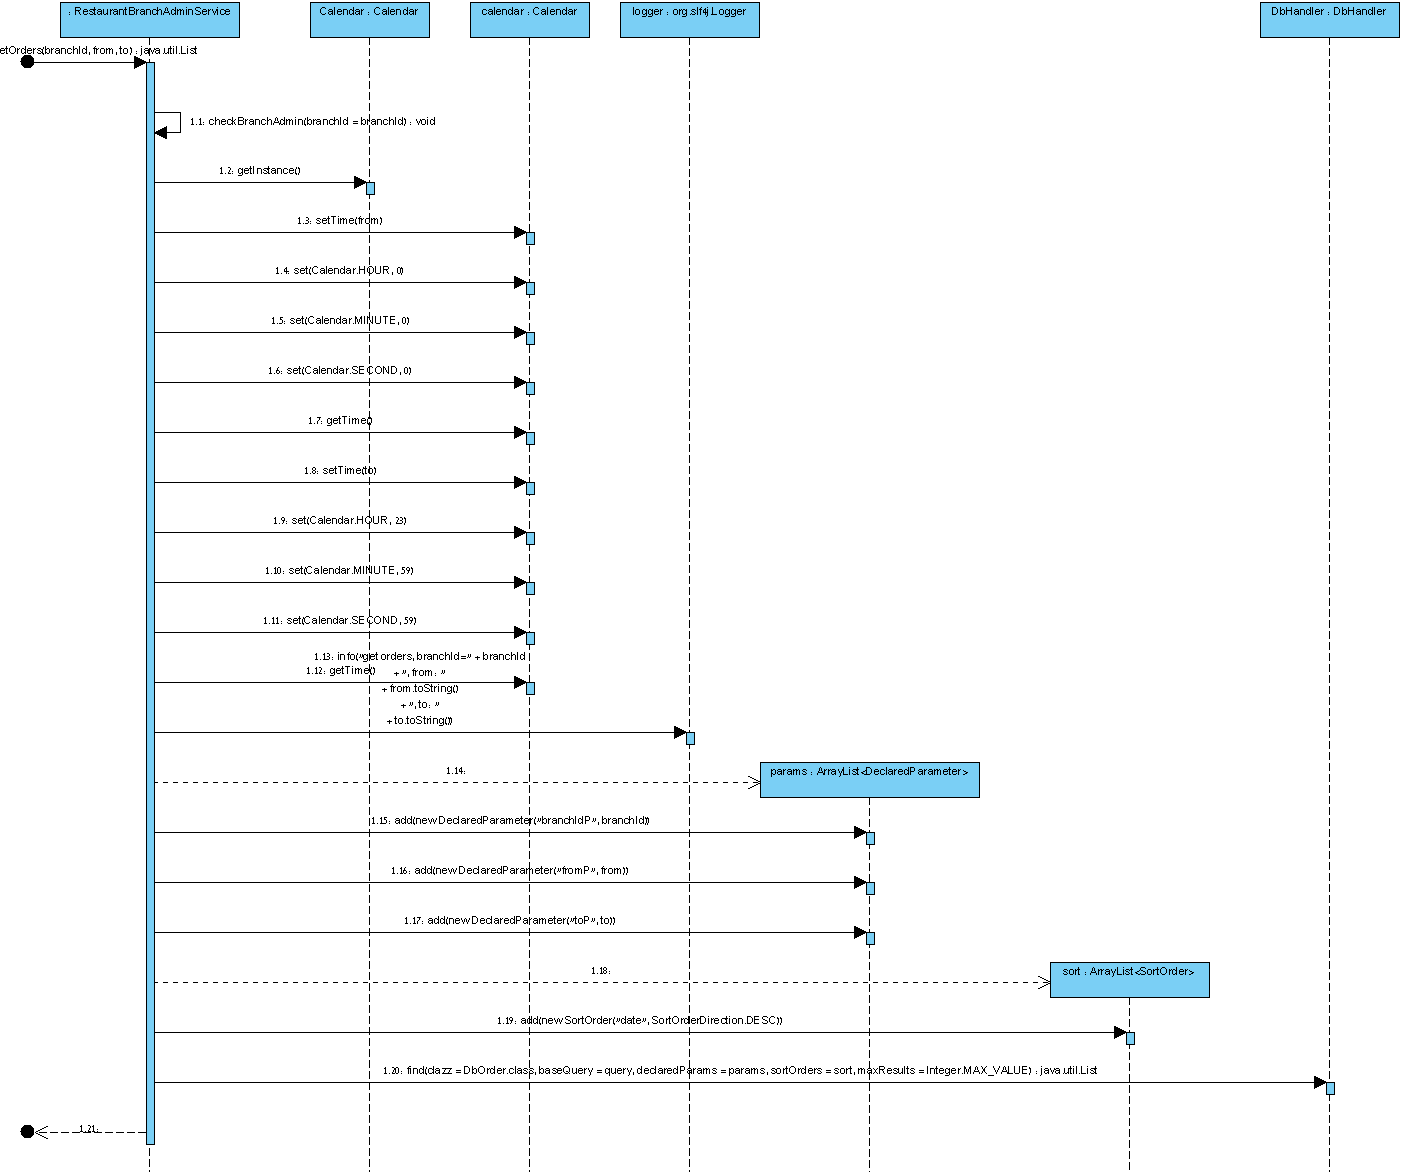 : RestaurantBranchAdminService
Calendar : Calendar
calendar : Calendar
logger : org.slf4j.Logger
DbHandler : DbHandler
etOrders(branchId, from, to) : java.util.List
1.1: checkBranchAdmin(branchId = branchId) : void
1.2: getInstance()
1.3: setTime(from)
1.4: set(Calendar.HOUR, 0)
1.5: set(Calendar.MINUTE, 0)
1.6: set(Calendar.SECOND, 0)
1.7: getTime()
1.8: setTime(to)
1.9: set(Calendar.HOUR, 23)
1.10: set(Calendar.MINUTE, 59)
1.11: set(Calendar.SECOND, 59)
1.13: info("get orders, branchId=" + branchId
1.12: getTime()
+ ", from: "
+ from.toString()
+ ", to: "
+ to.toString())
1.14:
params : ArrayList<DeclaredParameter>
1.15: add(new DeclaredParameter("branchIdP", branchId))
1.16: add(new DeclaredParameter("fromP", from))
1.17: add(new DeclaredParameter("toP", to))
1.18:
sort : ArrayList<SortOrder>
1.19: add(new SortOrder("date", SortOrderDirection.DESC))
1.20: find(clazz = DbOrder.class, baseQuery = query, declaredParams = params, sortOrders = sort, maxResults = Integer.MAX_VALUE) : java.util.List
1.21: